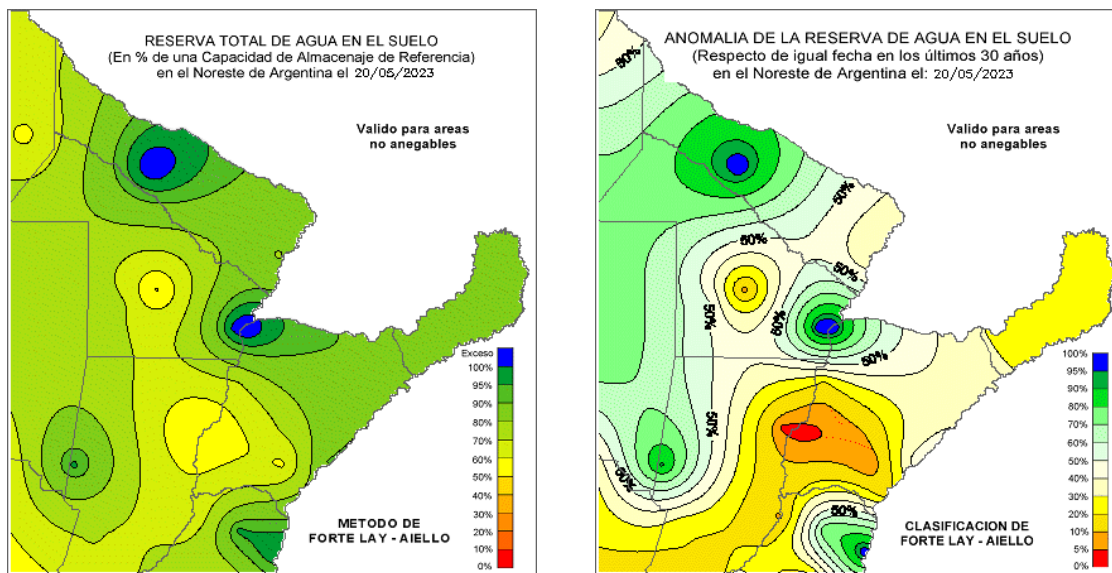 RESERVA TOTAL DE AGUA EN EL SUELO
(En % de una Capacidad de Almacenaje de Referencia)
en el Noreste de Argentina el 20/05/2023
Valido para areas
no anegables
Exceso
100%
95%
90%
80%
70%
60%
50%
40%
30%
20%
10%
0%
METODO DE
FORTE LAY - AIELLO
ANOMALIA DE LA RESERVA DE AGUA EN EL SUELO
(Respecto de igual fecha en los últimos 30 años)
en el Noreste de Argentina el: 20/05/2023
Valido para areas
no anegables
50%
50%
50%
50%
50%
50%
50%
50%
50%
50%
100%
95%
90%
80%
70%
60%
50%
40%
30%
20%
10%
5%
0%
CLASIFICACION DE
FORTE LAY - AIELLO